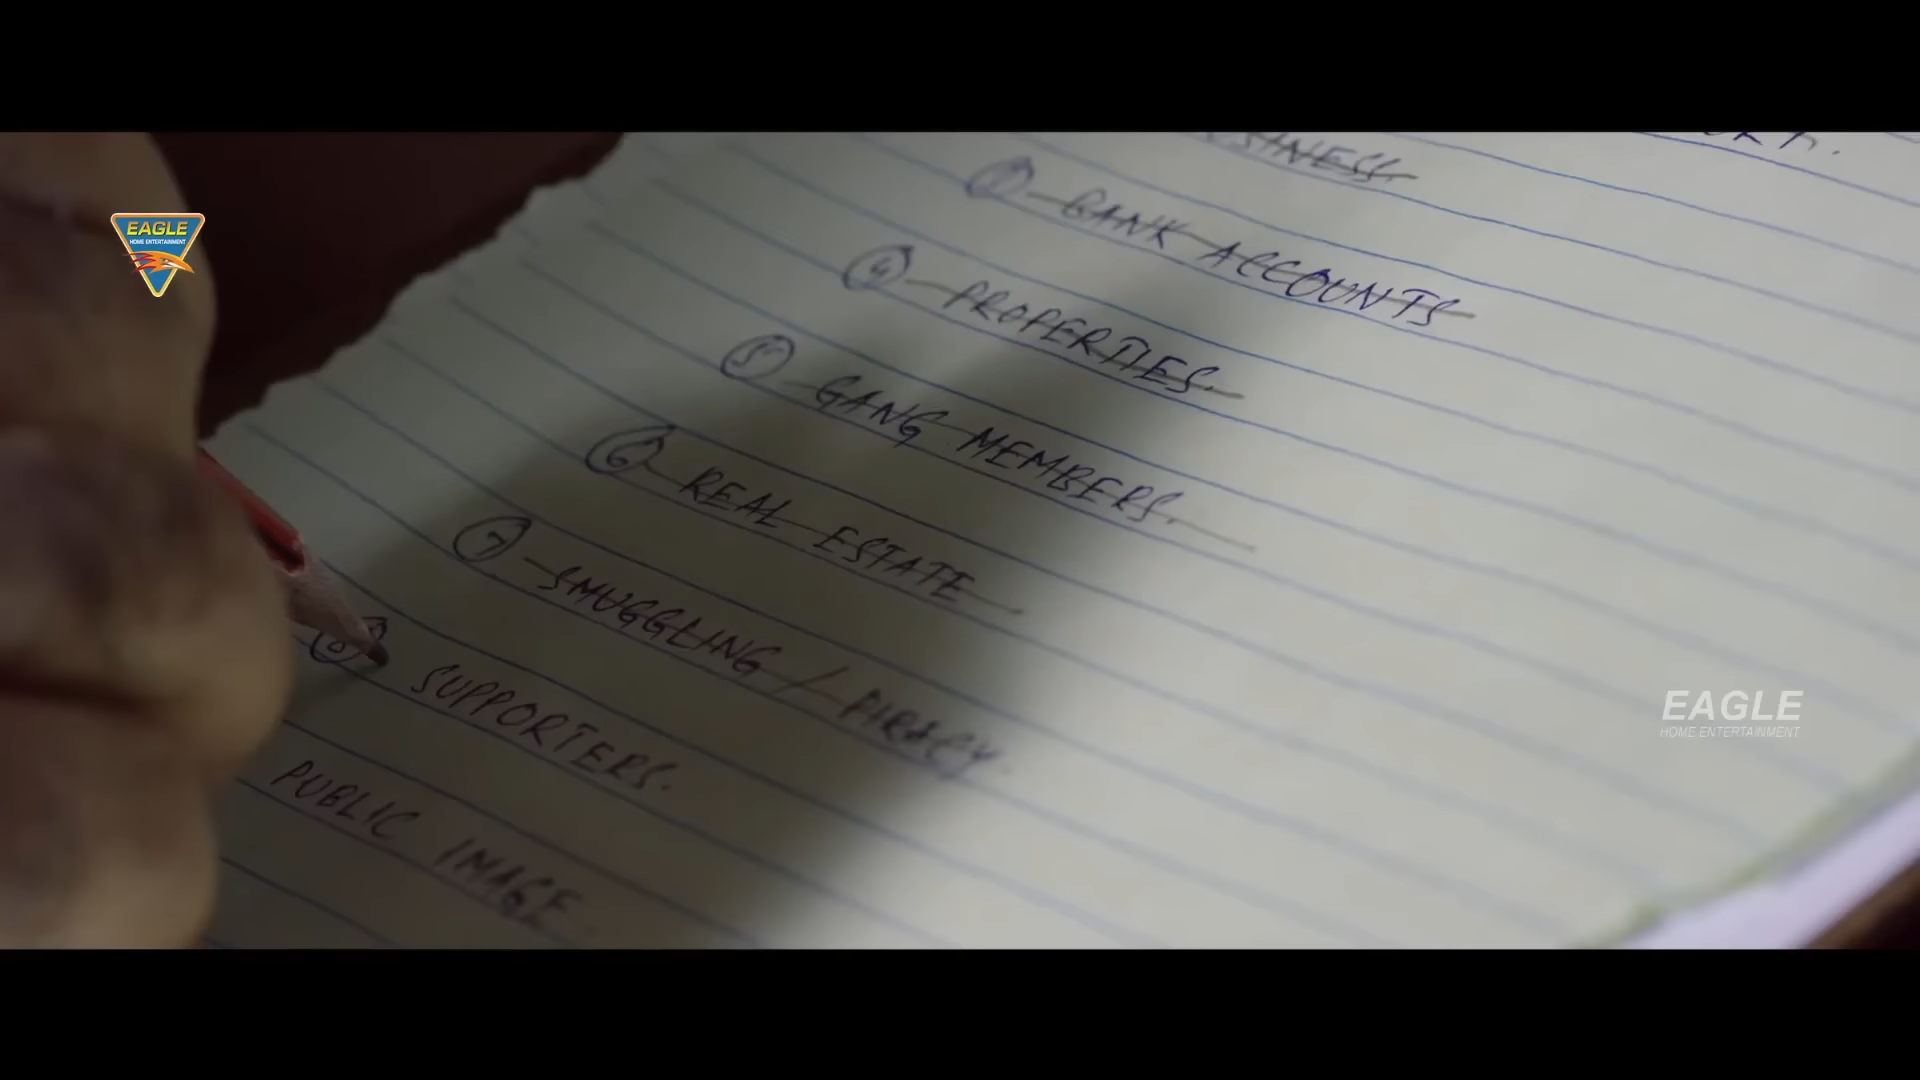 EAGLE
HOME ENTERTAINMENT
③ BANK ACCOUNTS
④ PROPERTIES.
⑤ GANG MEMBERS.
⑥ REAL ESTATE
⑦ SMUGGLING / PIRACY.
⑧ SUPPORTERS.
PUBLIC IMAGE.
EAGLE
HOME ENTERTAINMENT